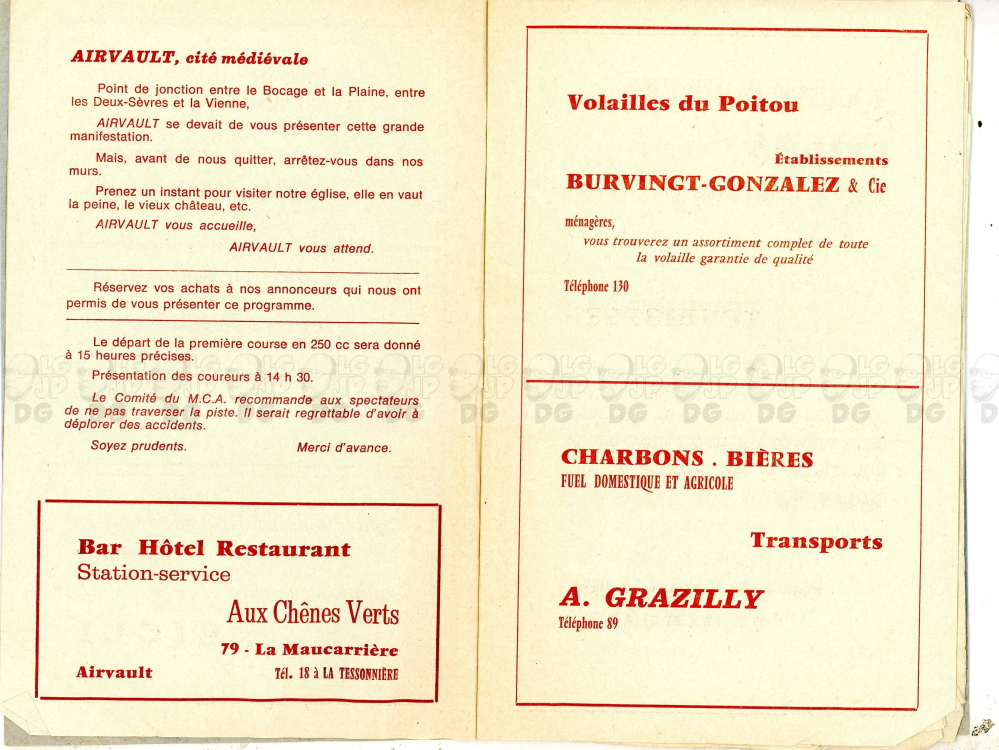 AIRVAULT, cité médiévale
Point de jonction entre le Bocage et la Plaine, entre
les Deux-Sèvres et la Vienne,
AIRVAULT se devait de vous présenter cette grande
manifestation.
Mais, avant de nous quitter, arrêtez-vous dans nos
murs.
Prenez un instant pour visiter notre église, elle en vaut
la peine, le vieux château, etc.
AIRVAULT vous accueille,
AIRVAULT vous attend.
Réservez vos achats à nos annonceurs qui nous ont
permis de vous présenter ce programme.
Le départ de la première course en 250 cc sera donné
à 15 heures précises.
Présentation des coureurs à 14 h 30.
Le Comité du M.C.A. recommande aux spectateurs
de ne pas traverser la piste. Il serait regrettable d'avoir à
déplorer des accidents.
Soyez prudents. Merci d'avance.
Bar Hôtel Restaurant
Station-service
Aux Chênes Verts
79 - La Maucarrière
Airvault Tél. 18 à LA TESSONNIÈRE
Volailles du Poitou
Établissements
BURVINGT-GONZALEZ & Cie
ménagères,
vous trouverez un assortiment complet de toute
la volaille garantie de qualité
Téléphone 130
CHARBONS . BIÈRES
FUEL DOMESTIQUE ET AGRICOLE
Transports
A. GRAZILLY
Téléphone 89
LG
JP
DG